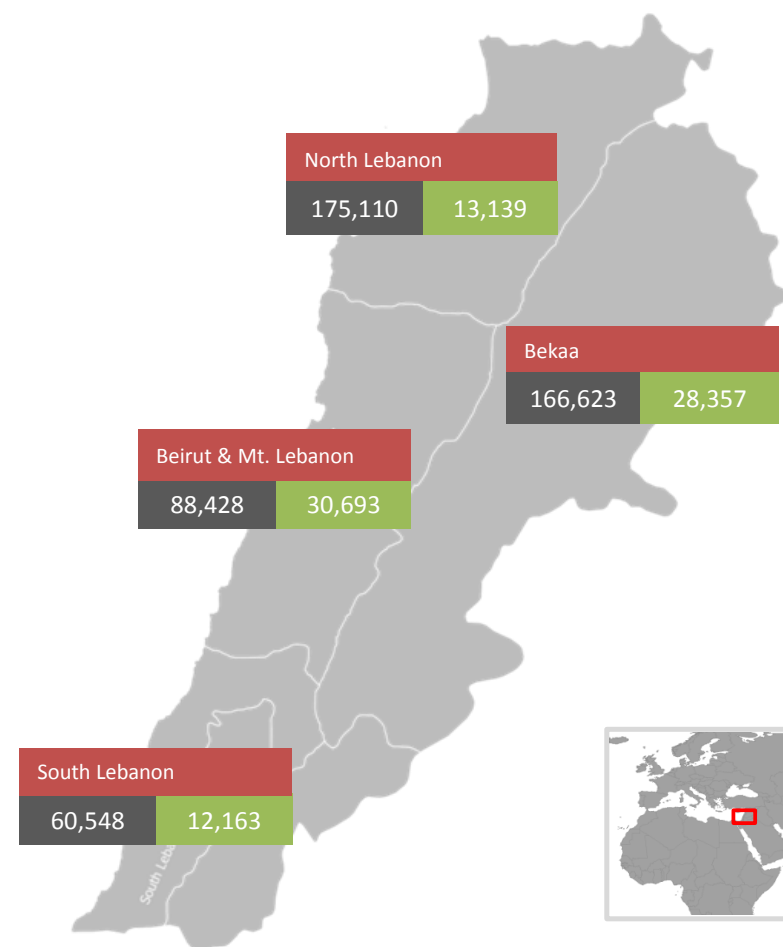 North Lebanon
175,110 13,139
Bekaa
166,623 28,357
Beirut & Mt. Lebanon
88,428 30,693
South Lebanon
60,548 12,163
South